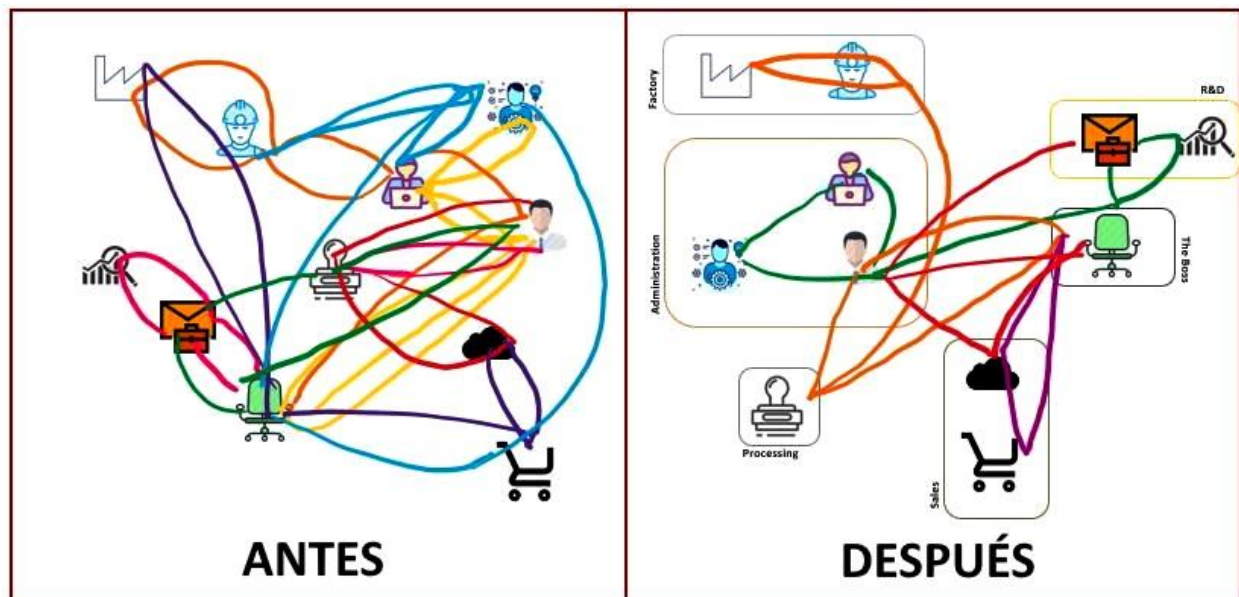 Factory
R&D
Administration
The Boss
Processing
Sales
ANTES
DESPUÉS